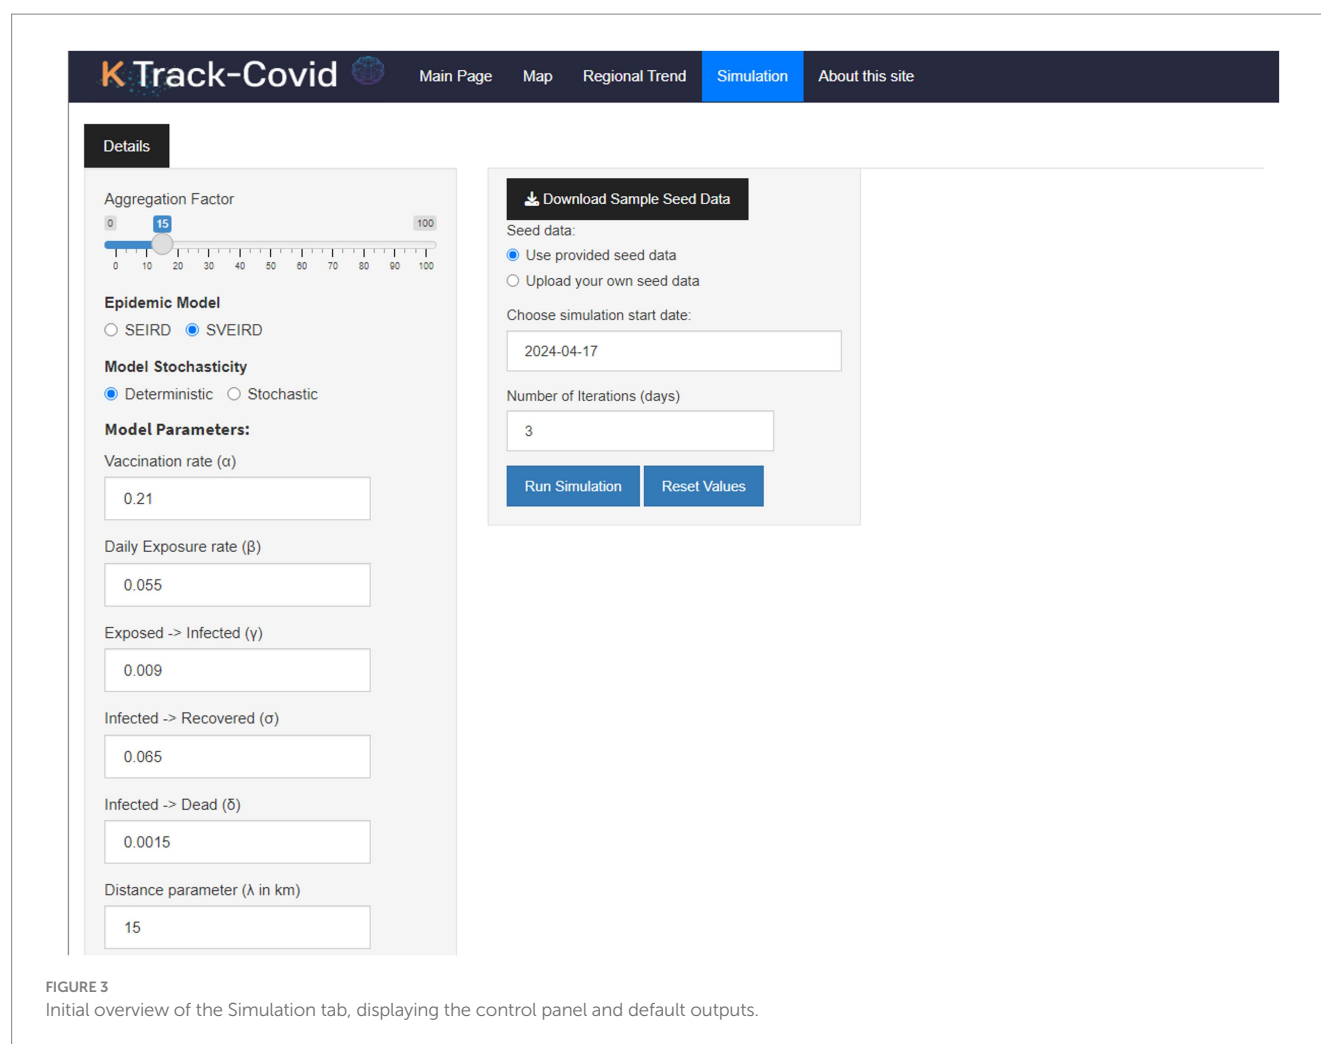 K Track-Covid
Main Page
Map
Regional Trend
Simulation
About this site
Details
Aggregation Factor
0 15 100
0 10 20 30 40 50 60 70 80 90 100
Epidemic Model
SEIRD SVEIRD
Model Stochasticity
Deterministic Stochastic
Model Parameters:
Vaccination rate (α)
0.21
Daily Exposure rate (β)
0.055
Exposed -> Infected (γ)
0.009
Infected -> Recovered (σ)
0.065
Infected -> Dead (δ)
0.0015
Distance parameter (λ in km)
15
Download Sample Seed Data
Seed data:
Use provided seed data
Upload your own seed data
Choose simulation start date:
2024-04-17
Number of Iterations (days)
3
Run Simulation
Reset Values
FIGURE 3
Initial overview of the Simulation tab, displaying the control panel and default outputs.